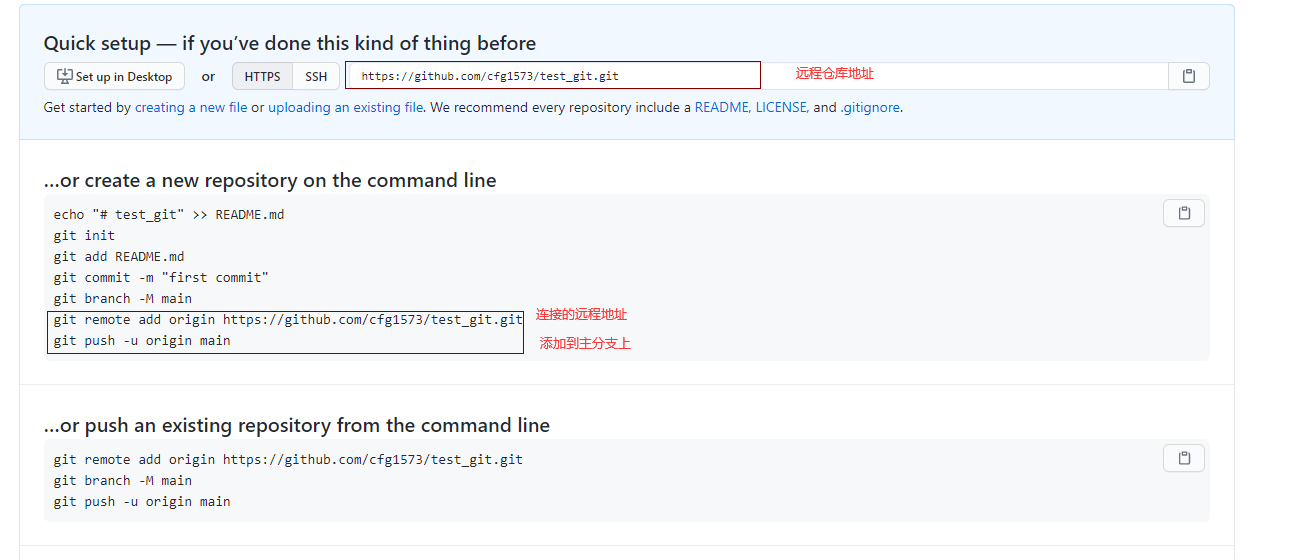 Quick setup — if you've done this kind of thing before
Set up in Desktop or HTTPS SSH https://github.com/cfg1573/test_git.git 远程仓库地址
Get started by creating a new file or uploading an existing file. We recommend every repository include a README, LICENSE, and .gitignore.
…or create a new repository on the command line
echo "# test_git" >> README.md
git init
git add README.md
git commit -m "first commit"
git branch -M main
git remote add origin https://github.com/cfg1573/test_git.git 连接的远程地址
git push -u origin main 添加到主分支上
…or push an existing repository from the command line
git remote add origin https://github.com/cfg1573/test_git.git
git branch -M main
git push -u origin main